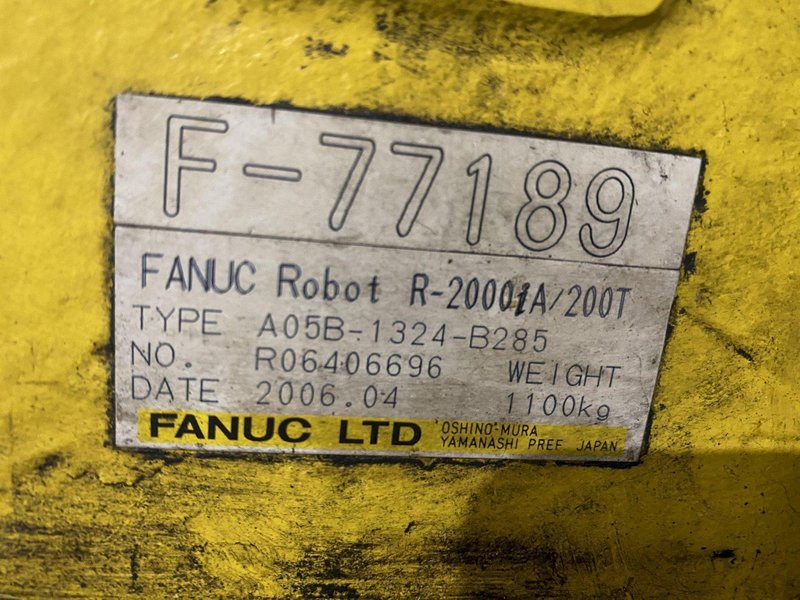 F-77189
FANUC Robot R-2000iA/200T
TYPE A05B-1324-B285
NO. R06406696 WEIGHT
DATE 2006.04 1100kg
FANUC LTD OSHINO-MURA
YAMANASHI PREF. JAPAN